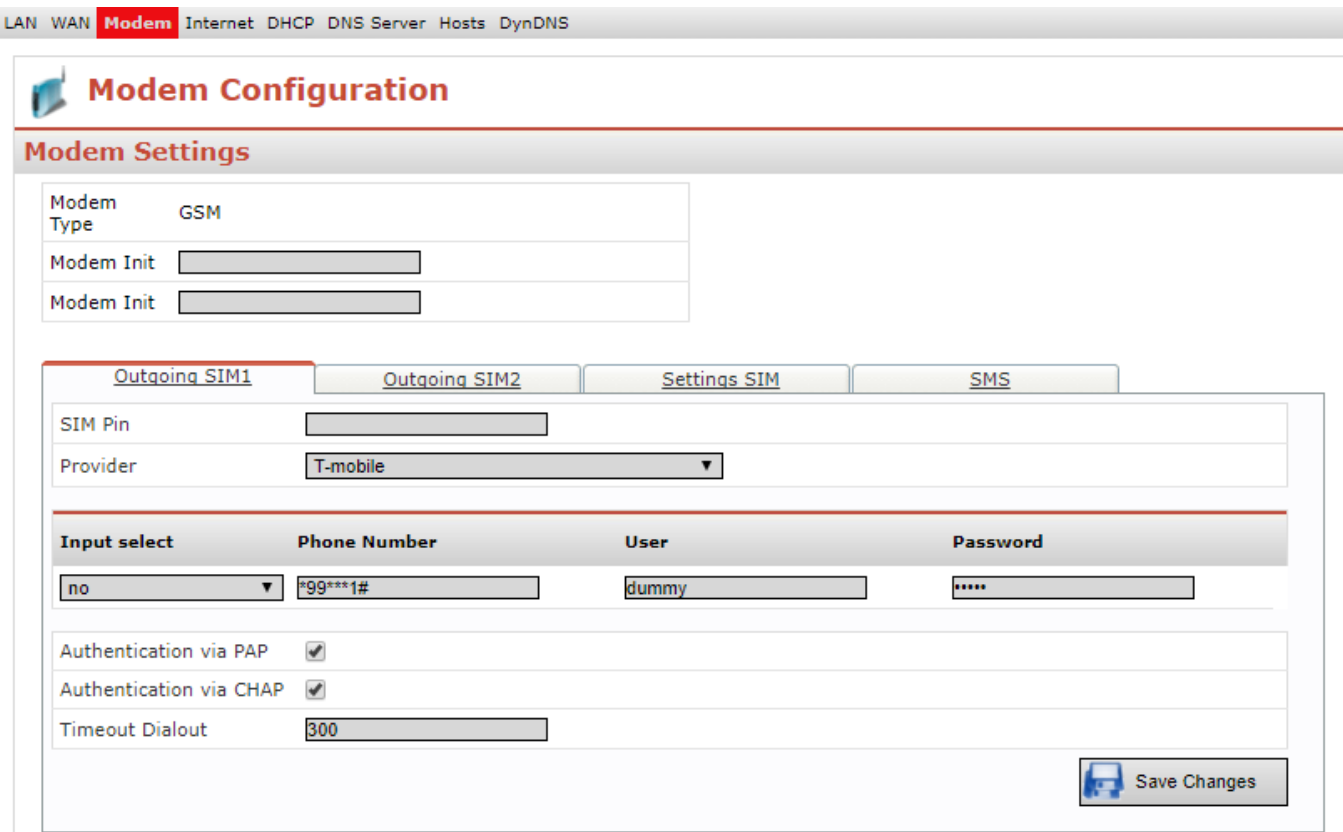 LAN WAN Modem Internet DHCP DNS Server Hosts DynDNS
Modem Configuration
Modem Settings
Modem
Type
GSM
Modem Init
Modem Init
Outgoing SIM1 Outgoing SIM2 Settings SIM SMS
SIM Pin
Provider T-mobile
Input select Phone Number User Password
no *99***1# dummy •••••
Authentication via PAP
Authentication via CHAP
Timeout Dialout 300
Save Changes